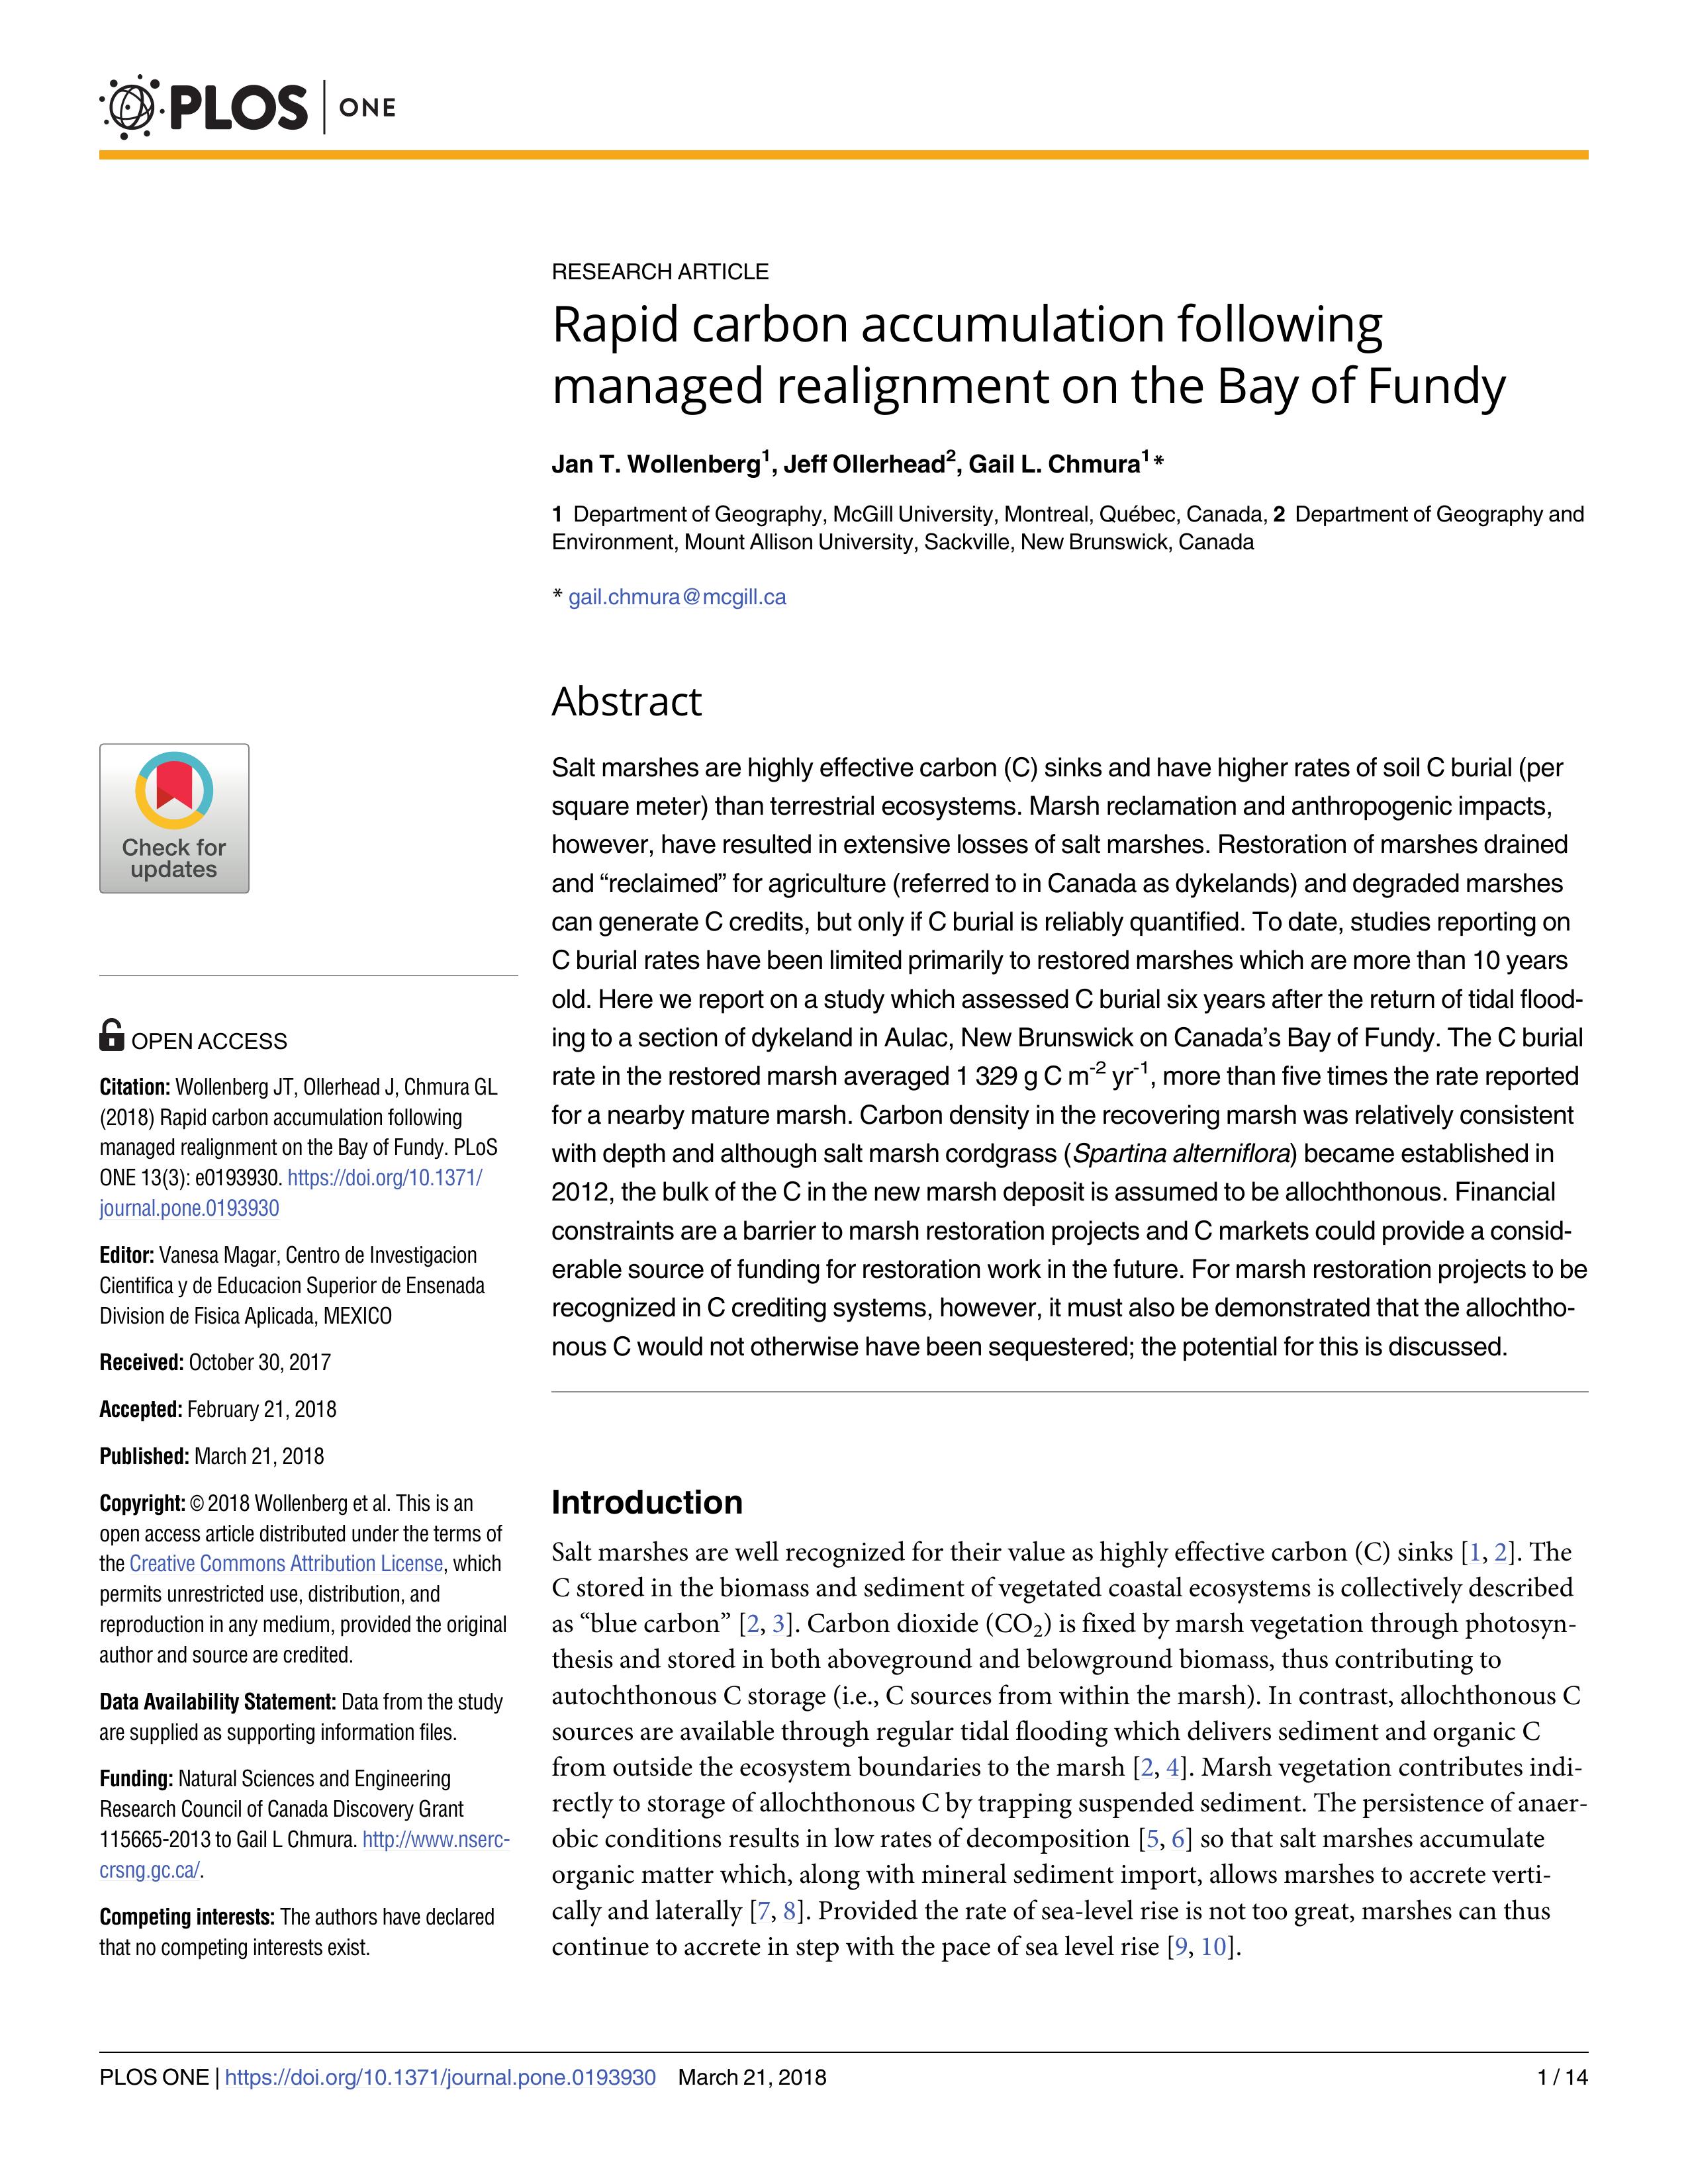 PLOS | ONE
RESEARCH ARTICLE
Rapid carbon accumulation following
managed realignment on the Bay of Fundy
Jan T. Wollenberg1, Jeff Ollerhead2, Gail L. Chmura1*
1 Department of Geography, McGill University, Montreal, Québec, Canada, 2 Department of Geography and
Environment, Mount Allison University, Sackville, New Brunswick, Canada
* gail.chmura@mcgill.ca
Abstract
Salt marshes are highly effective carbon (C) sinks and have higher rates of soil C burial (per
square meter) than terrestrial ecosystems. Marsh reclamation and anthropogenic impacts,
however, have resulted in extensive losses of salt marshes. Restoration of marshes drained
and “reclaimed” for agriculture (referred to in Canada as dykelands) and degraded marshes
can generate C credits, but only if C burial is reliably quantified. To date, studies reporting on
C burial rates have been limited primarily to restored marshes which are more than 10 years
old. Here we report on a study which assessed C burial six years after the return of tidal flood-
ing to a section of dykeland in Aulac, New Brunswick on Canada’s Bay of Fundy. The C burial
rate in the restored marsh averaged 1 329 g C m-2 yr-1, more than five times the rate reported
for a nearby mature marsh. Carbon density in the recovering marsh was relatively consistent
with depth and although salt marsh cordgrass (Spartina alterniflora) became established in
2012, the bulk of the C in the new marsh deposit is assumed to be allochthonous. Financial
constraints are a barrier to marsh restoration projects and C markets could provide a consid-
erable source of funding for restoration work in the future. For marsh restoration projects to be
recognized in C crediting systems, however, it must also be demonstrated that the allochtho-
nous C would not otherwise have been sequestered; the potential for this is discussed.
Check for
updates
OPEN ACCESS
Citation: Wollenberg JT, Ollerhead J, Chmura GL
(2018) Rapid carbon accumulation following
managed realignment on the Bay of Fundy. PLoS
ONE 13(3): e0193930. https://doi.org/10.1371/
journal.pone.0193930
Editor: Vanesa Magar, Centro de Investigacion
Cientifica y de Educacion Superior de Ensenada
Division de Fisica Aplicada, MEXICO
Received: October 30, 2017
Accepted: February 21, 2018
Published: March 21, 2018
Copyright: © 2018 Wollenberg et al. This is an
open access article distributed under the terms of
the Creative Commons Attribution License, which
permits unrestricted use, distribution, and
reproduction in any medium, provided the original
author and source are credited.
Data Availability Statement: Data from the study
are supplied as supporting information files.
Funding: Natural Sciences and Engineering
Research Council of Canada Discovery Grant
115665-2013 to Gail L Chmura. http://www.nserc-
crsng.gc.ca/.
Competing interests: The authors have declared
that no competing interests exist.
Introduction
Salt marshes are well recognized for their value as highly effective carbon (C) sinks [1, 2]. The
C stored in the biomass and sediment of vegetated coastal ecosystems is collectively described
as “blue carbon” [2, 3]. Carbon dioxide (CO2) is fixed by marsh vegetation through photosyn-
thesis and stored in both aboveground and belowground biomass, thus contributing to
autochthonous C storage (i.e., C sources from within the marsh). In contrast, allochthonous C
sources are available through regular tidal flooding which delivers sediment and organic C
from outside the ecosystem boundaries to the marsh [2, 4]. Marsh vegetation contributes indi-
rectly to storage of allochthonous C by trapping suspended sediment. The persistence of anaer-
obic conditions results in low rates of decomposition [5, 6] so that salt marshes accumulate
organic matter which, along with mineral sediment import, allows marshes to accrete verti-
cally and laterally [7, 8]. Provided the rate of sea-level rise is not too great, marshes can thus
continue to accrete in step with the pace of sea level rise [9, 10].
PLOS ONE | https://doi.org/10.1371/journal.pone.0193930 March 21, 2018 1 / 14